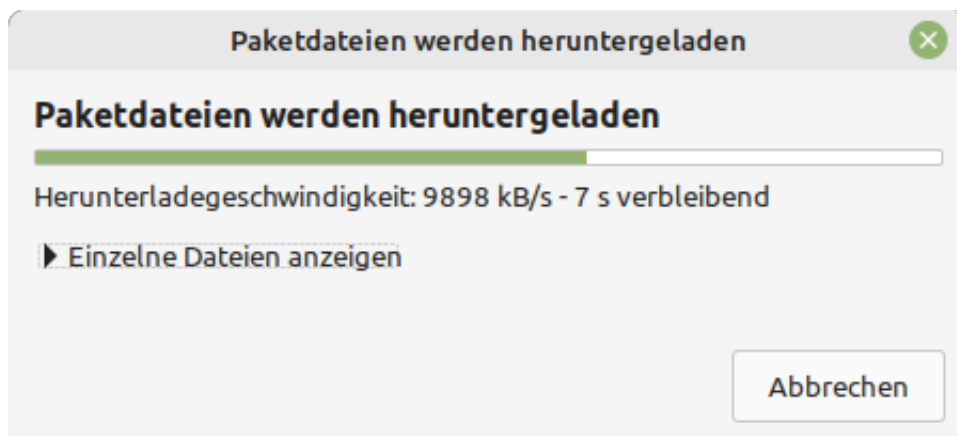 Paketdateien werden heruntergeladen
Paketdateien werden heruntergeladen
Herunterladegeschwindigkeit: 9898 kB/s - 7 s verbleibend
Einzelne Dateien anzeigen
Abbrechen